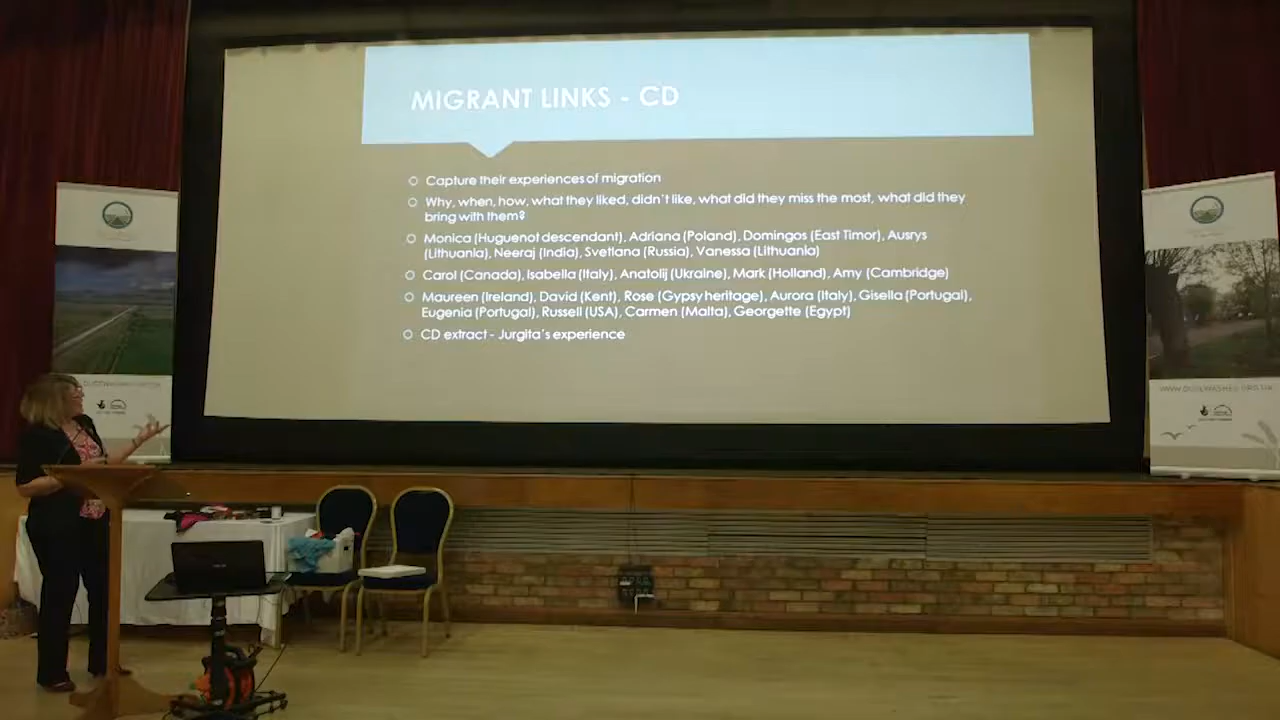 MIGRANT LINKS - CD
Capture their experiences of migration
Why, when, how, what they liked, didn't like, what did they miss the most, what did they
bring with them?
Monica (Huguenot descendant), Adriana (Poland), Domingos (East Timor), Ausrys
(Lithuania), Neeraj (India), Svetlana (Russia), Vanessa (Lithuania)
Carol (Canada), Isabella (Italy), Anatolij (Ukraine), Mark (Holland), Amy (Cambridge)
Maureen (Ireland), David (Kent), Rose (Gypsy heritage), Aurora (Italy), Gisella (Portugal),
Eugenia (Portugal), Russell (USA), Carmen (Malta), Georgette (Egypt)
CD extract - Jurgita's experience
WWW.OUSEWASHES.ORG.UK